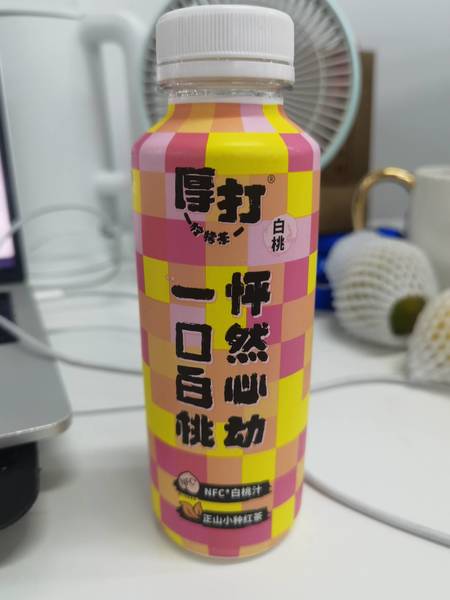 厚打®
柠檬茶
白桃
一口白桃
怦然心动
NFC*白桃汁
正山小种红茶